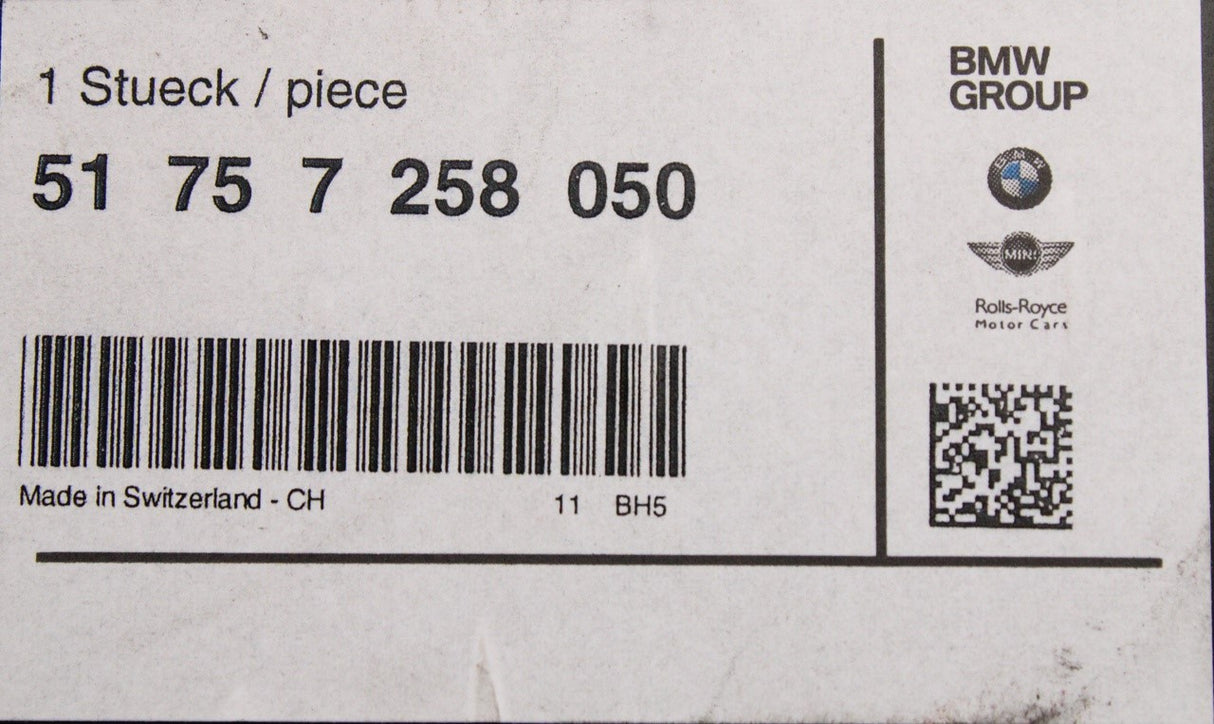 1 Stueck / piece
51 75 7 258 050
Made in Switzerland - CH
11 BH5
BMW
GROUP
BMW
MINI
Rolls-Royce
Motor Cars